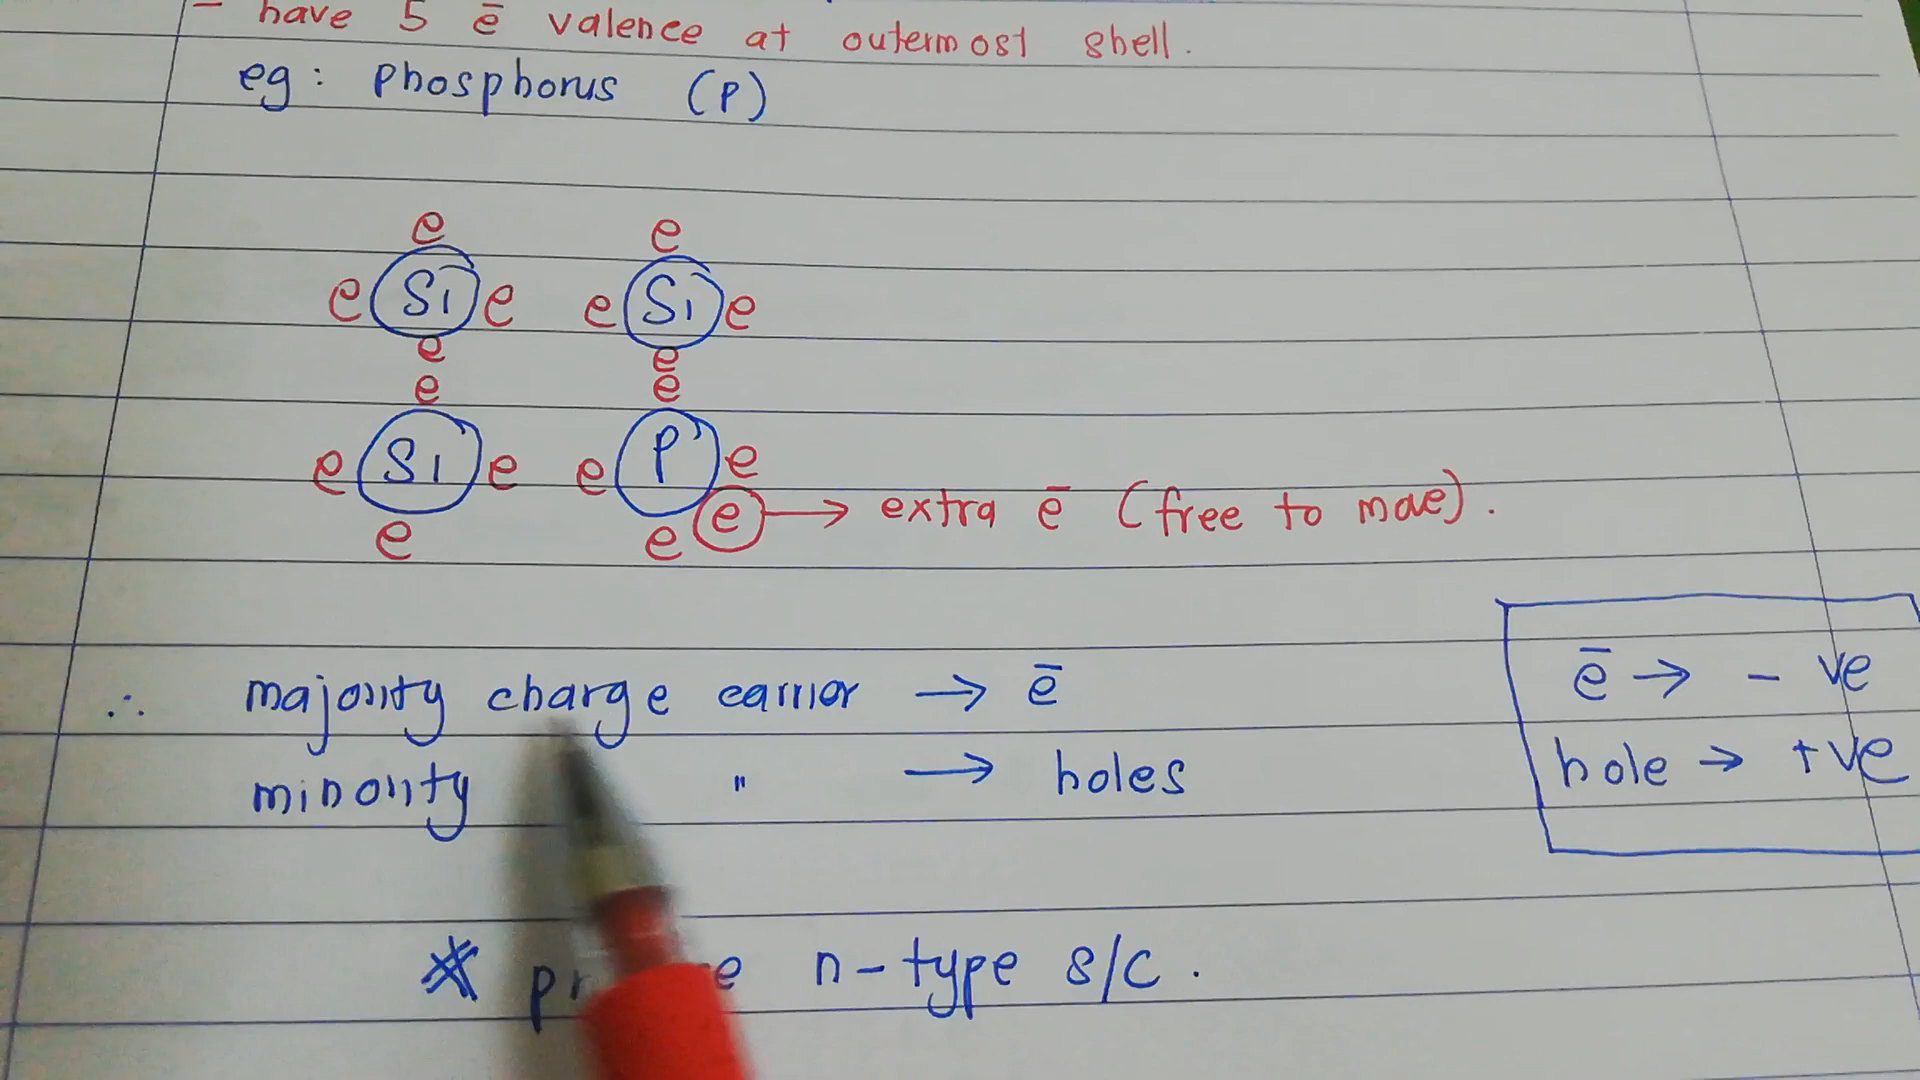 - have 5 ē valence at outermost shell.
eg: phosphorus (P)
e e
e Si e e Si e
e e
e e
e Si e e P e
e → extra ē (free to move).
e e
∴ majority charge carrier → ē
minority " → holes
ē → - ve
hole → +ve
* n-type s/c.